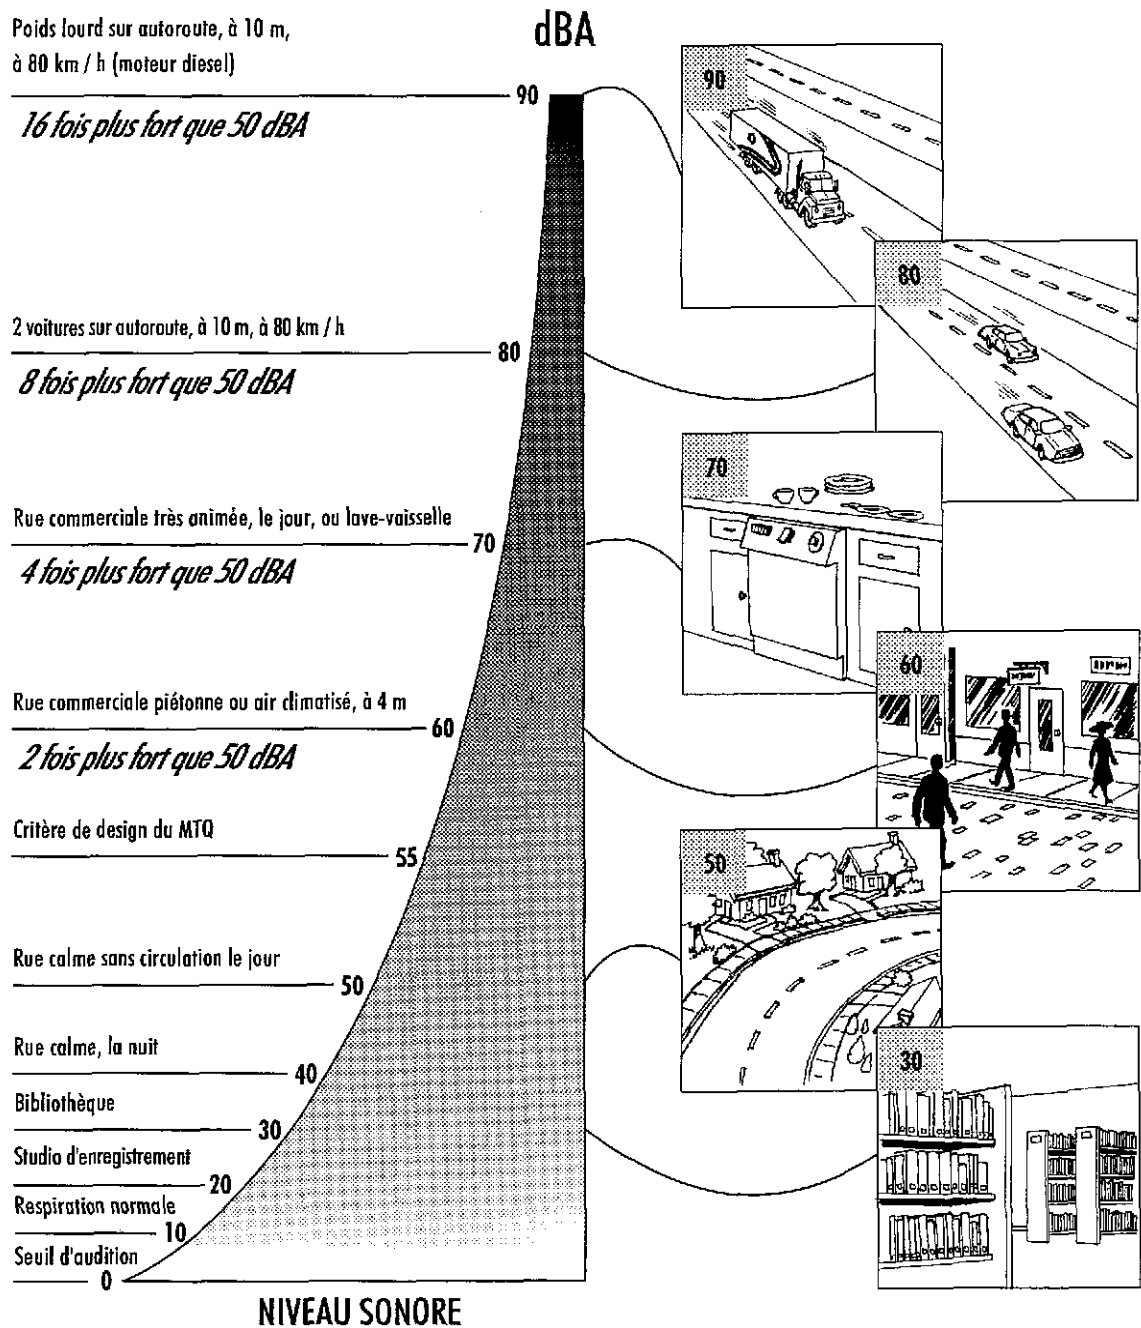 dBA
Poids lourd sur autoroute, à 10 m,
à 80 km / h (moteur diesel)
90
16 fois plus fort que 50 dBA
2 voitures sur autoroute, à 10 m, à 80 km / h
80
8 fois plus fort que 50 dBA
Rue commerciale très animée, le jour, ou lave-vaisselle
70
4 fois plus fort que 50 dBA
Rue commerciale piétonne ou air climatisé, à 4 m
60
2 fois plus fort que 50 dBA
Critère de design du MTQ
55
Rue calme sans circulation le jour
50
Rue calme, la nuit
40
Bibliothèque
30
Studio d'enregistrement
20
Respiration normale
10
Seuil d'audition
0
NIVEAU SONORE
90
80
70
60
50
30